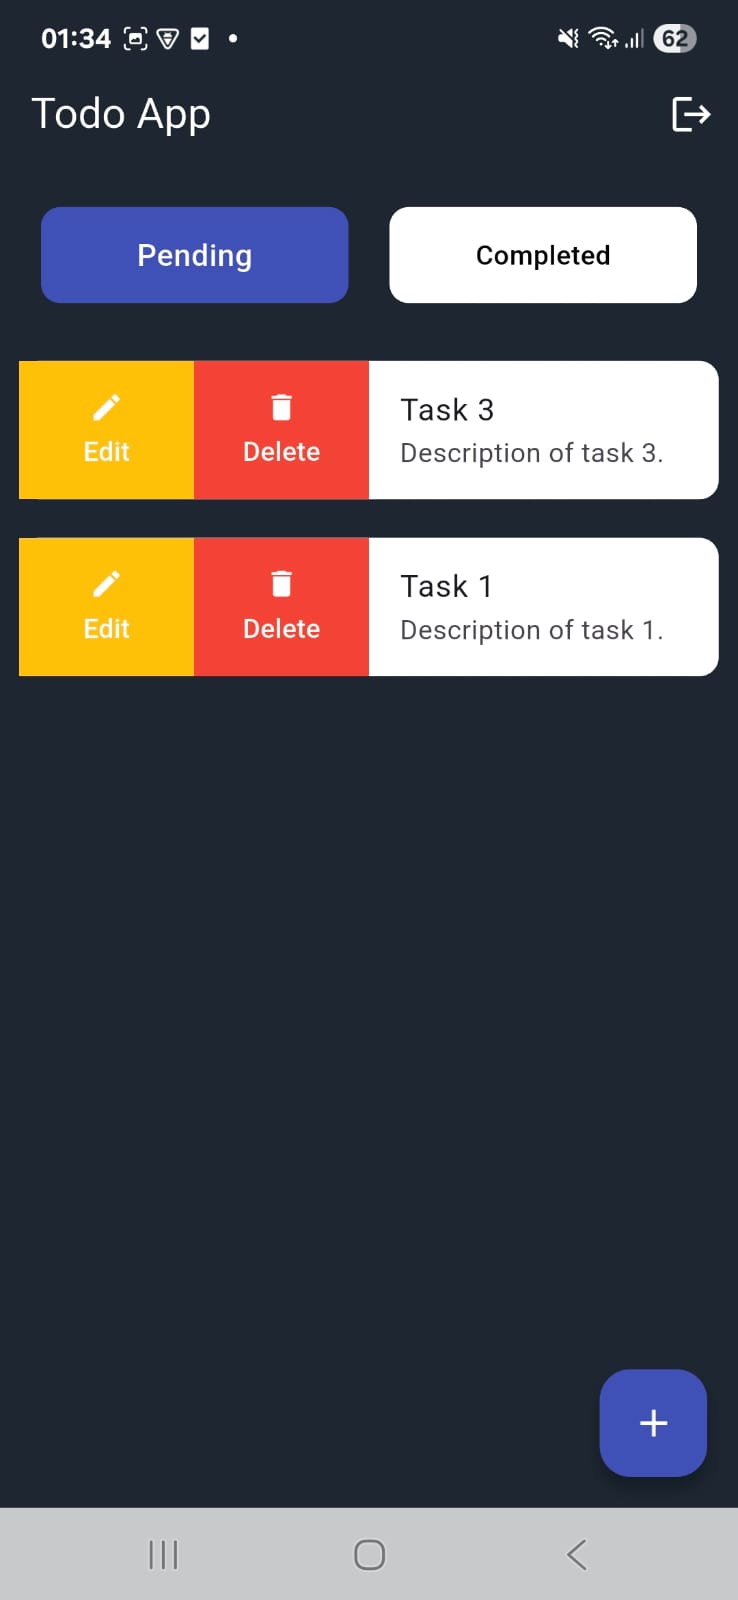 01:34
62
Todo App
Pending
Completed
Edit
Delete
Task 3
Description of task 3.
Edit
Delete
Task 1
Description of task 1.